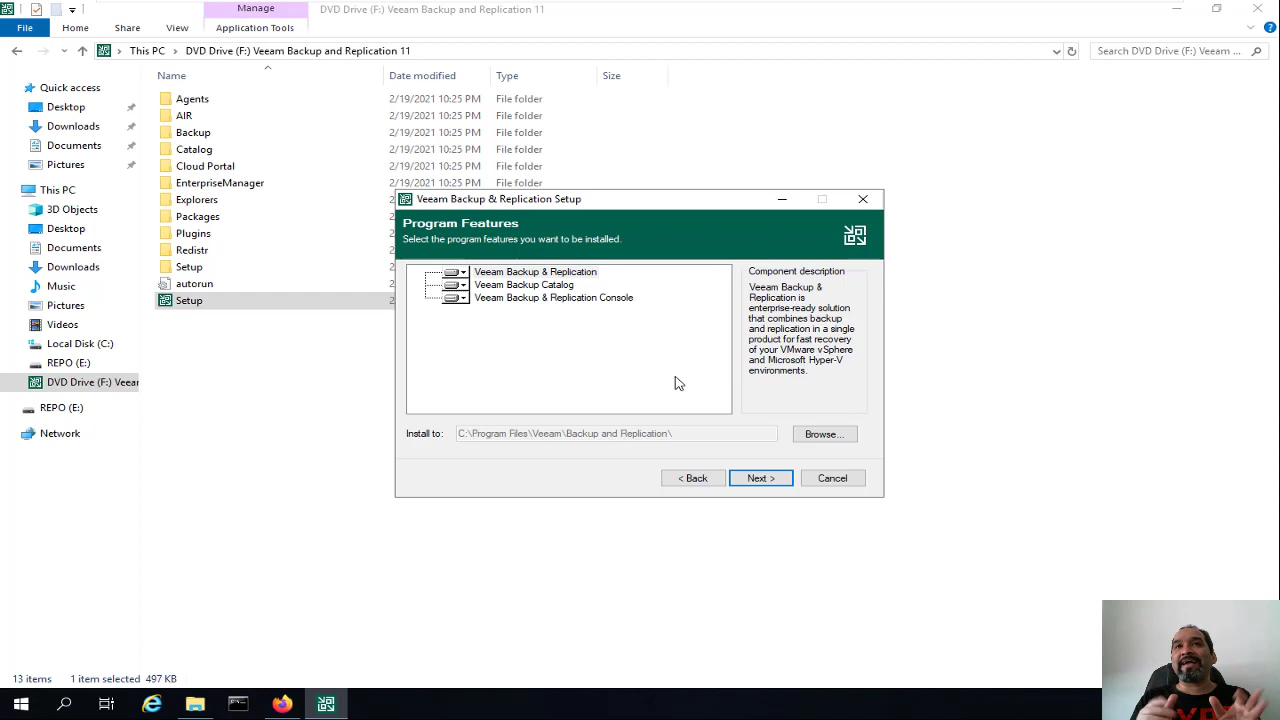 Manage
DVD Drive (F:) Veeam Backup and Replication 11
File
Home
Share
View
Application Tools
This PC
DVD Drive (F:) Veeam Backup and Replication 11
Search DVD Drive (F:) Veeam ...
Name
Date modified
Type
Size
Quick access
Desktop
Downloads
Documents
Pictures
This PC
3D Objects
Desktop
Documents
Downloads
Music
Pictures
Videos
Local Disk (C:)
REPO (E:)
DVD Drive (F:) Veear
REPO (E:)
Network
Agents 2/19/2021 10:25 PM File folder
AIR 2/19/2021 10:25 PM File folder
Backup 2/19/2021 10:25 PM File folder
Catalog 2/19/2021 10:25 PM File folder
Cloud Portal 2/19/2021 10:25 PM File folder
EnterpriseManager 2/19/2021 10:25 PM File folder
Explorers
Packages
Plugins
Redistr
Setup
autorun
Setup
Veeam Backup & Replication Setup
Program Features
Select the program features you want to be installed.
Veeam Backup & Replication
Veeam Backup Catalog
Veeam Backup & Replication Console
Component description
Veeam Backup &
Replication is
enterprise-ready solution
that combines backup
and replication in a single
product for fast recovery
of your VMware vSphere
and Microsoft Hyper-V
environments.
Install to:
C:\Program Files\Veeam\Backup and Replication\
Browse...
< Back
Next >
Cancel
13 items
1 item selected 497 KB